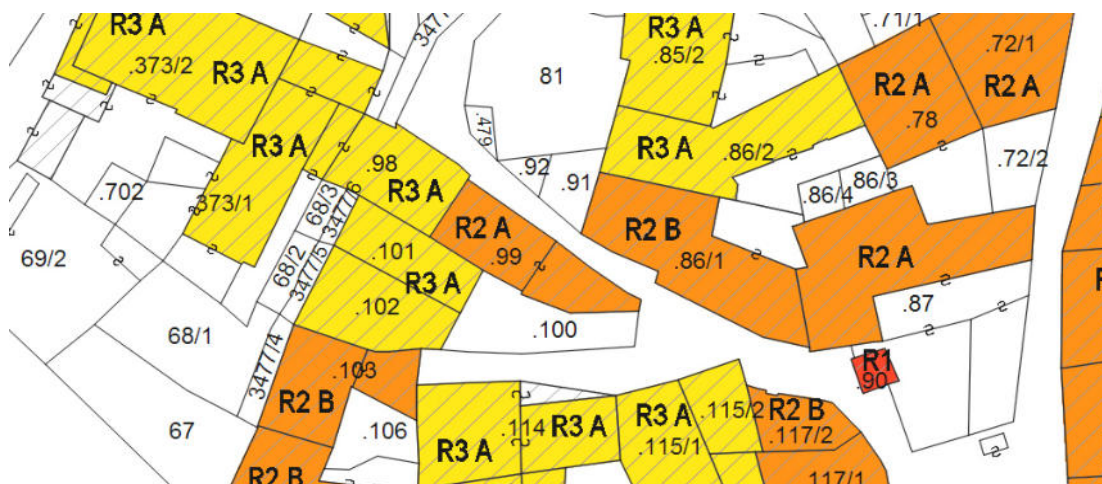 R3 A
3477/
R3 A
.71/1
.72/1
.85/2
.373/2
R3 A
81
R2 A
R2 A
.78
.479
R3 A
R3 A
.86/2
.98
.92
.91
.72/2
.86/3
.86/4
.702
R3 A
373/1
68/3
3477/6
R2 A
R2 B
.99
.101
.86/1
R2 A
69/2
68/2
3477/5
R3 A
.102
.87
.100
68/1
3477/4
R1
.90
.103
R2 B
67
.106
R3 A
.114
R3 A
R3 A
.115/1
.115/2
R2 B
.117/2
R2 B
117/1